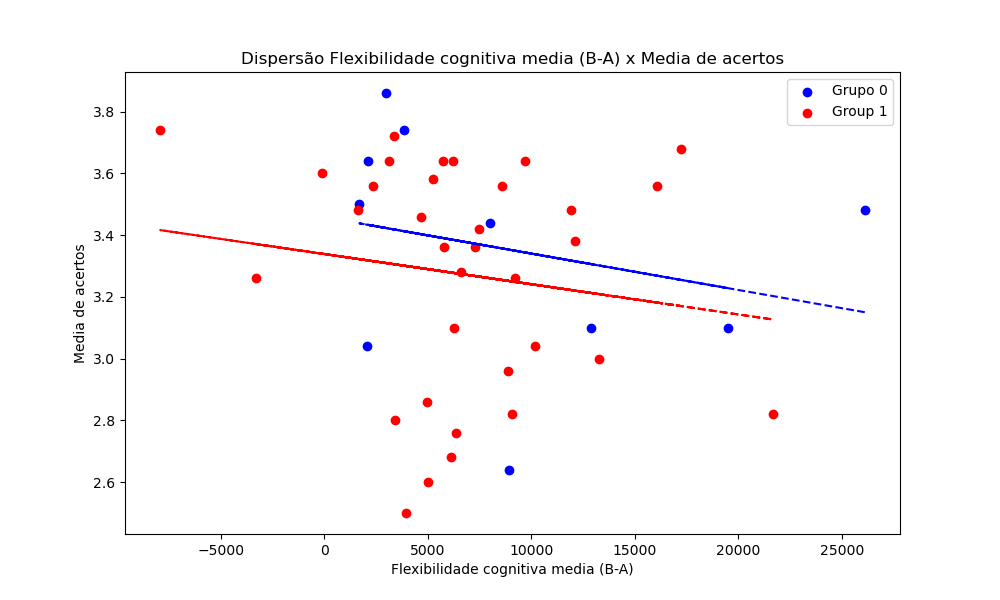 Dispersão Flexibilidade cognitiva media (B-A) x Media de acertos
Grupo 0
Group 1
Media de acertos
3.8
3.6
3.4
3.2
3.0
2.8
2.6
−5000 0 5000 10000 15000 20000 25000
Flexibilidade cognitiva media (B-A)